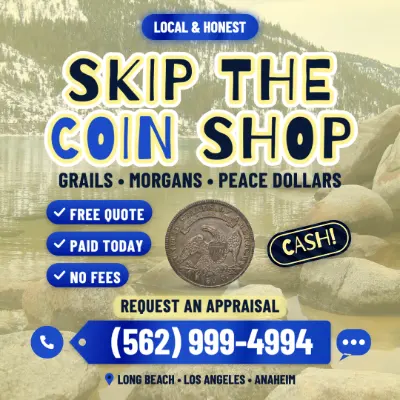 LOCAL & HONEST
SKIP THE
COIN SHOP
GRAILS • MORGANS • PEACE DOLLARS
FREE QUOTE
PAID TODAY
NO FEES
CASH!
REQUEST AN APPRAISAL
(562) 999-4994
LONG BEACH • LOS ANGELES • ANAHEIM